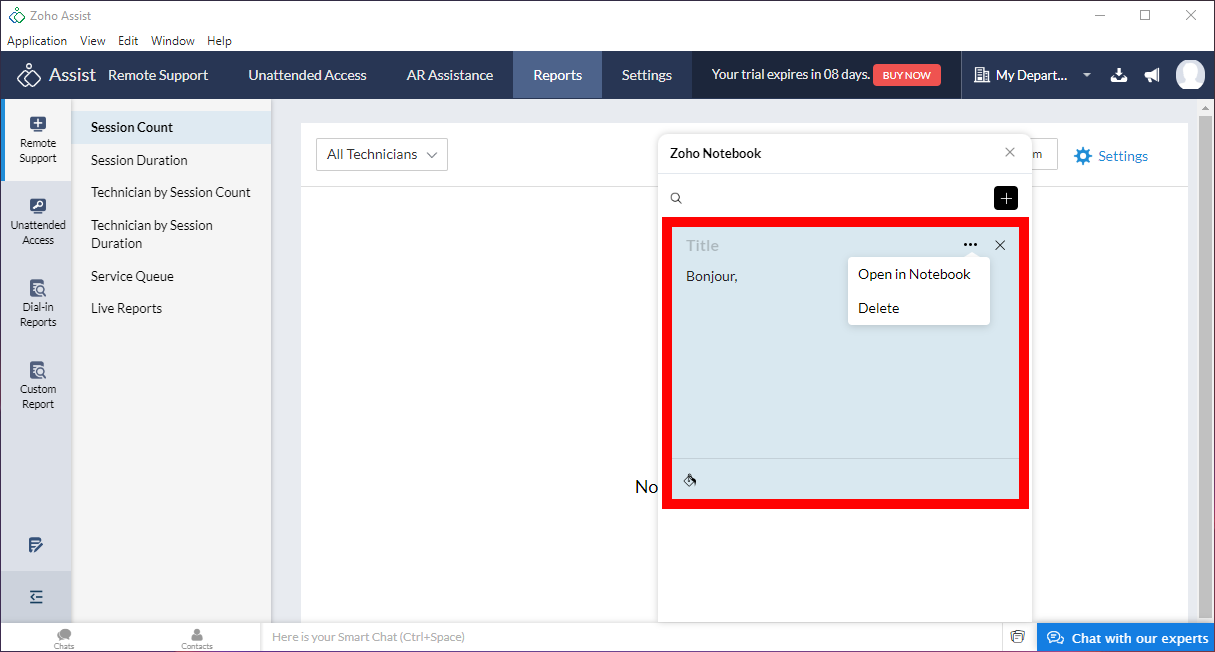 Zoho Assist
Application View Edit Window Help
Assist Remote Support Unattended Access AR Assistance Reports Settings Your trial expires in 08 days. BUY NOW My Depart...
Remote
Support
Unattended
Access
Dial-in
Reports
Custom
Report
Session Count
Session Duration
Technician by Session Count
Technician by Session
Duration
Service Queue
Live Reports
All Technicians
m
Settings
No
Zoho Notebook
Title
Bonjour,
Open in Notebook
Delete
Chats
Contacts
Here is your Smart Chat (Ctrl+Space)
Chat with our experts